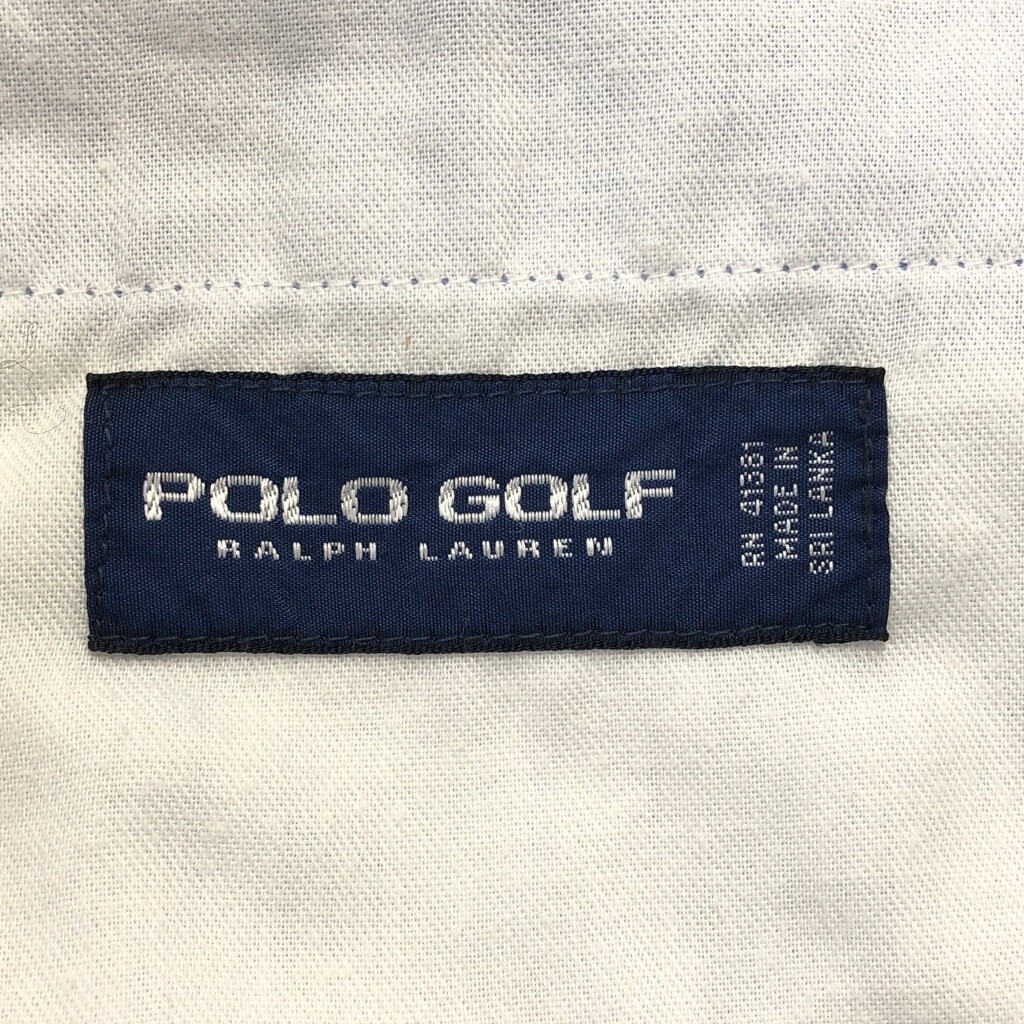 POLO GOLF
RALPH LAUREN
RN 41381
MADE IN
SRI LANKA